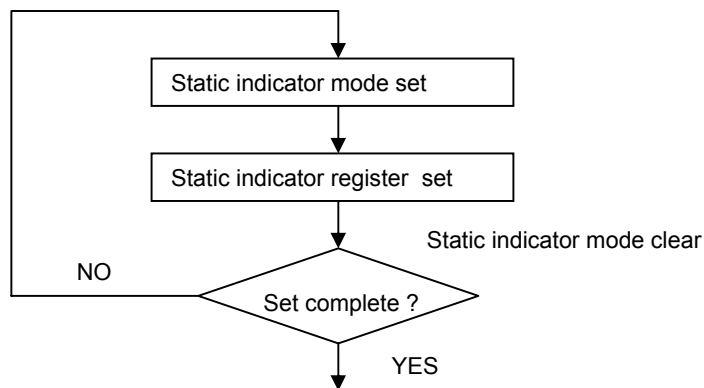 Static indicator mode set
Static indicator register set
Static indicator mode clear
NO
Set complete ?
YES